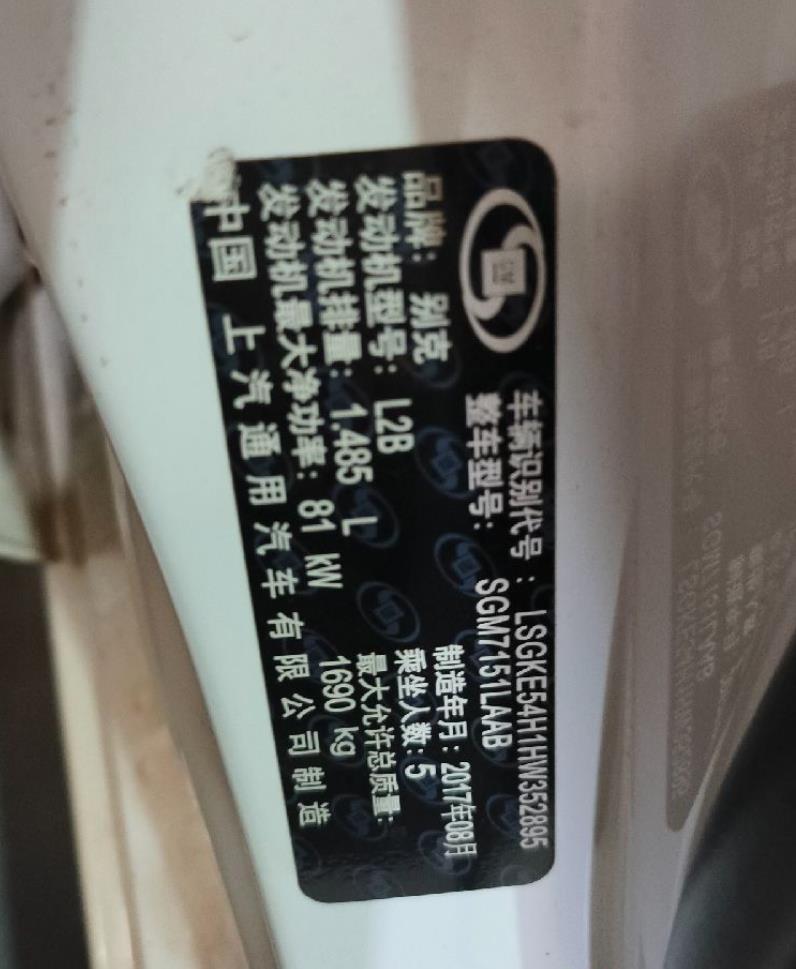 GM
车辆识别代号：LSGKE54H1HW352895
整车型号：SGM7151LAAB
品牌：别克
制造年月：2017年08月
发动机型号：L2B
乘坐人数：5
发动机排量：1.485 L
最大允许总质量：
发动机最大净功率：81 kW
1690 kg
中国 上汽通用汽车有限公司制造